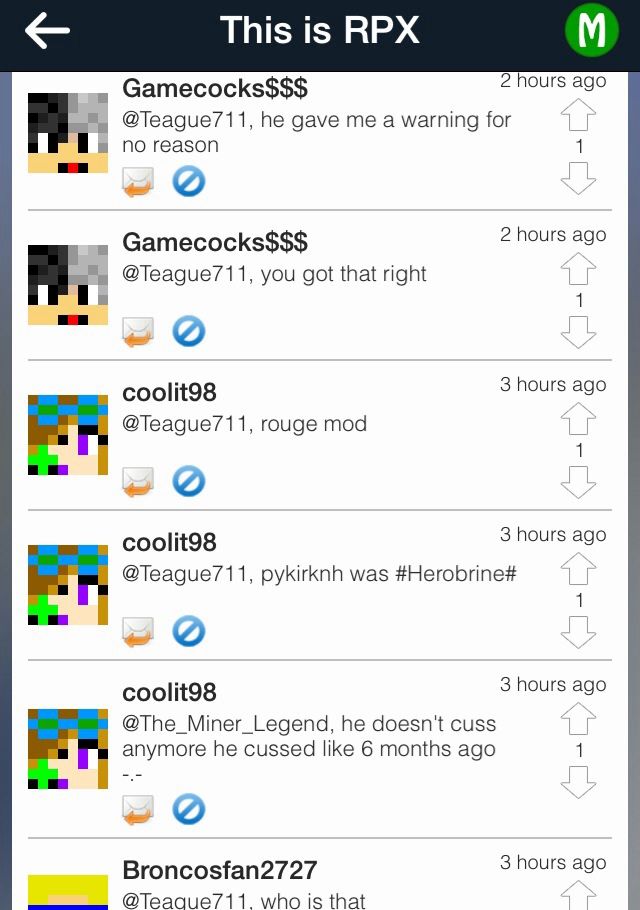 This is RPX
M
Gamecocks$$$
2 hours ago
@Teague711, he gave me a warning for
no reason
1
Gamecocks$$$
2 hours ago
@Teague711, you got that right
1
coolit98
3 hours ago
@Teague711, rouge mod
1
coolit98
3 hours ago
@Teague711, pykirknh was #Herobrine#
1
coolit98
3 hours ago
@The_Miner_Legend, he doesn't cuss
anymore he cussed like 6 months ago
-.-
1
Broncosfan2727
3 hours ago
@Teague711, who is that